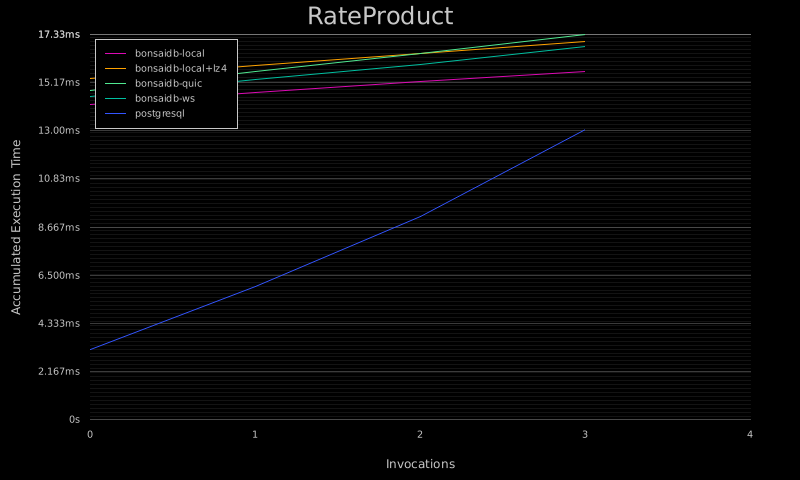 RateProduct
17.33ms
15.17ms
13.00ms
10.83ms
8.667ms
6.500ms
4.333ms
2.167ms
0s
Accumulated Execution Time
bonsaidb-local
bonsaidb-local+lz4
bonsaidb-quic
bonsaidb-ws
postgresql
0 1 2 3 4
Invocations